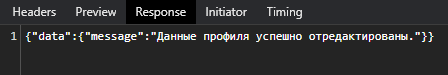 Headers Preview Response Initiator Timing
1 {"data":{"message":"Данные профиля успешно отредактированы."}}